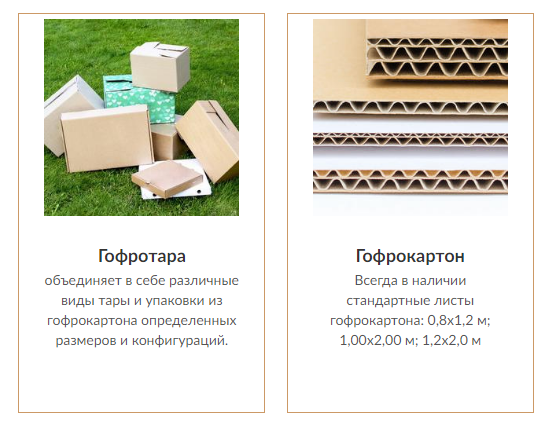 Гофротара
объединяет в себе различные
виды тары и упаковки из
гофрокартона определенных
размеров и конфигураций.
Гофрокартон
Всегда в наличии
стандартные листы
гофрокартона: 0,8х1,2 м;
1,00х2,00 м; 1,2х2,0 м